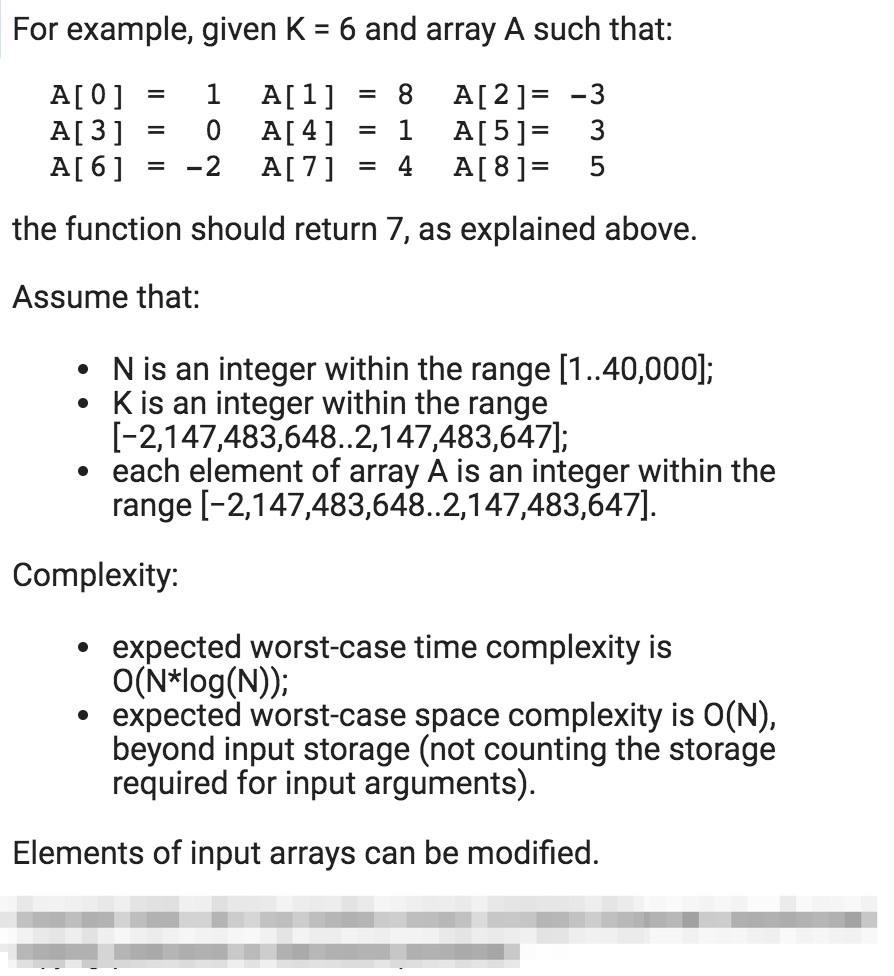 For example, given K = 6 and array A such that:
A[0] = 1 A[1] = 8 A[2]= -3
A[3] = 0 A[4] = 1 A[5]= 3
A[6] = -2 A[7] = 4 A[8]= 5
the function should return 7, as explained above.
Assume that:
• N is an integer within the range [1..40,000];
• K is an integer within the range
[−2,147,483,648..2,147,483,647];
• each element of array A is an integer within the
range [−2,147,483,648..2,147,483,647].
Complexity:
• expected worst-case time complexity is
O(N*log(N));
• expected worst-case space complexity is O(N),
beyond input storage (not counting the storage
required for input arguments).
Elements of input arrays can be modified.